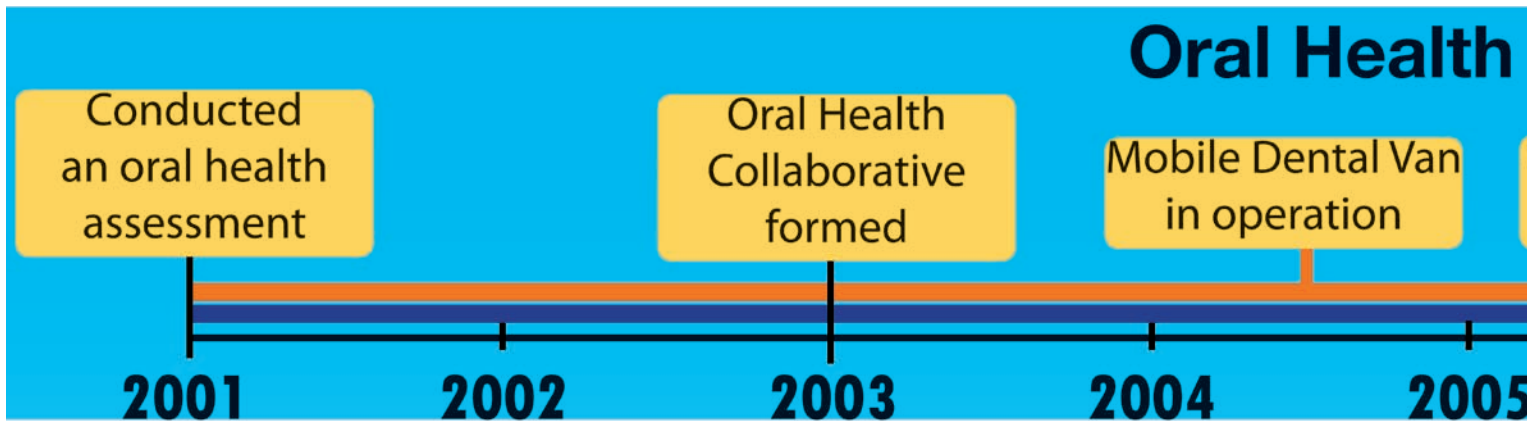 Oral Health
Conducted
an oral health
assessment
Oral Health
Collaborative
formed
Mobile Dental Van
in operation
2001
2002
2003
2004
2005